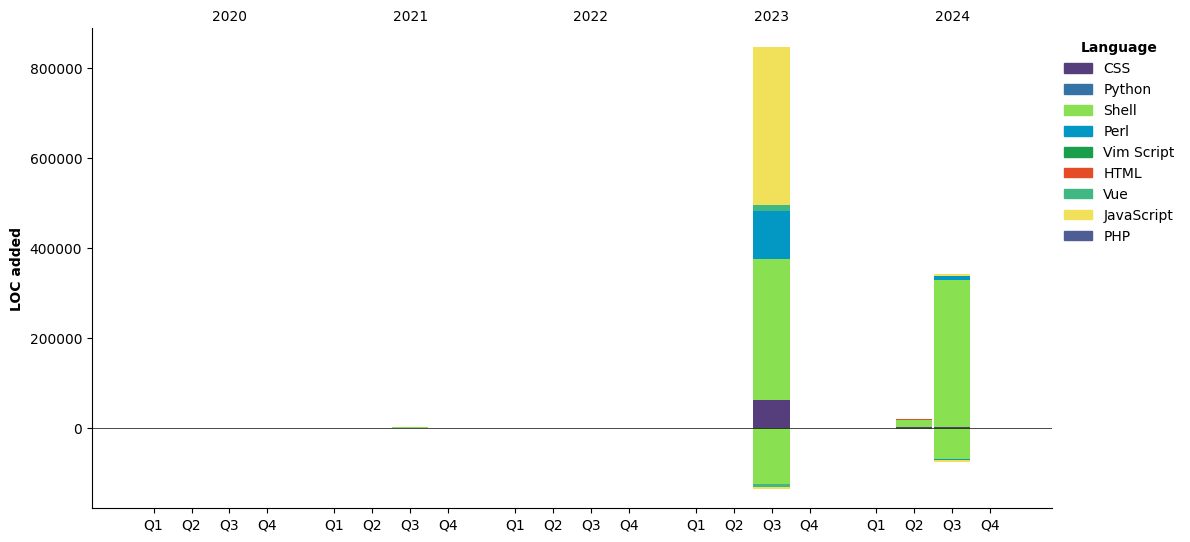 2020 2021 2022 2023 2024
LOC added
800000
600000
400000
200000
0
Q1 Q2 Q3 Q4 Q1 Q2 Q3 Q4 Q1 Q2 Q3 Q4 Q1 Q2 Q3 Q4 Q1 Q2 Q3 Q4
Language
CSS
Python
Shell
Perl
Vim Script
HTML
Vue
JavaScript
PHP